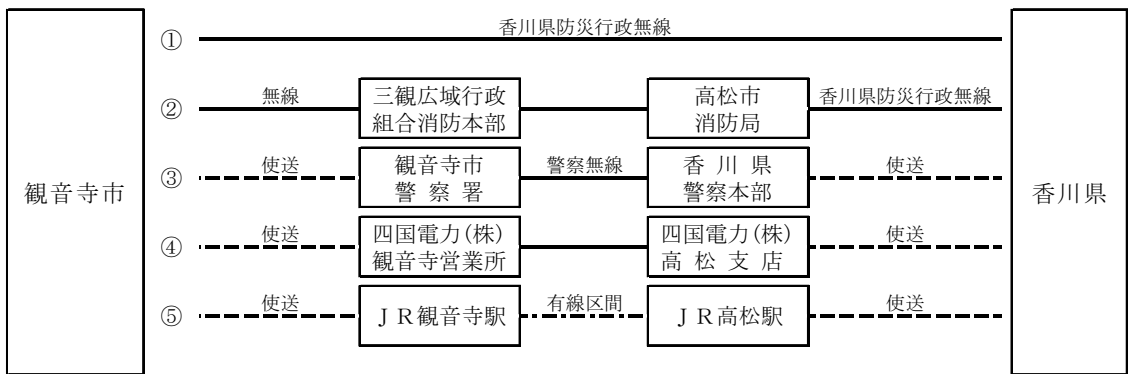 観音寺市
① 香川県防災行政無線
② 無線 三観広域行政 高松市 香川県防災行政無線
組合消防本部 消防局
③ 使送 観音寺市 警察無線 香川県 使送
警察署 警察本部
④ 使送 四国電力(株) 四国電力(株) 使送
観音寺営業所 高松支店
⑤ 使送 ＪＲ観音寺駅 有線区間 ＪＲ高松駅 使送
香川県